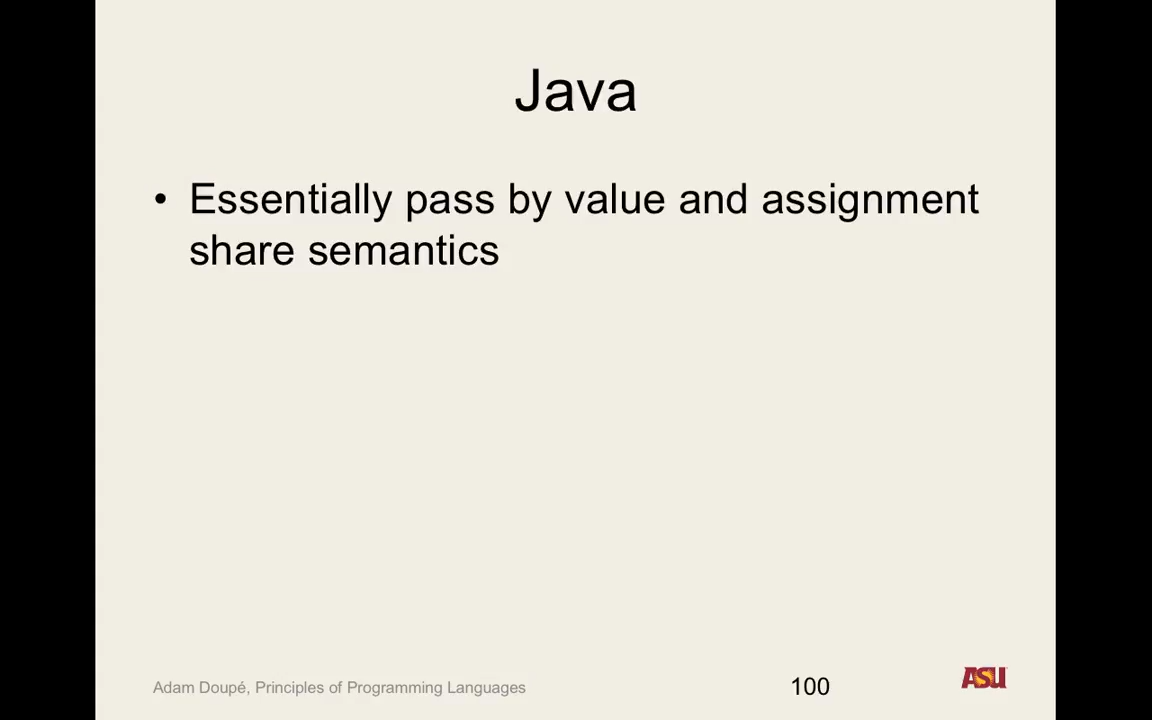 Java
• Essentially pass by value and assignment
share semantics
Adam Doupé, Principles of Programming Languages
100
ASU